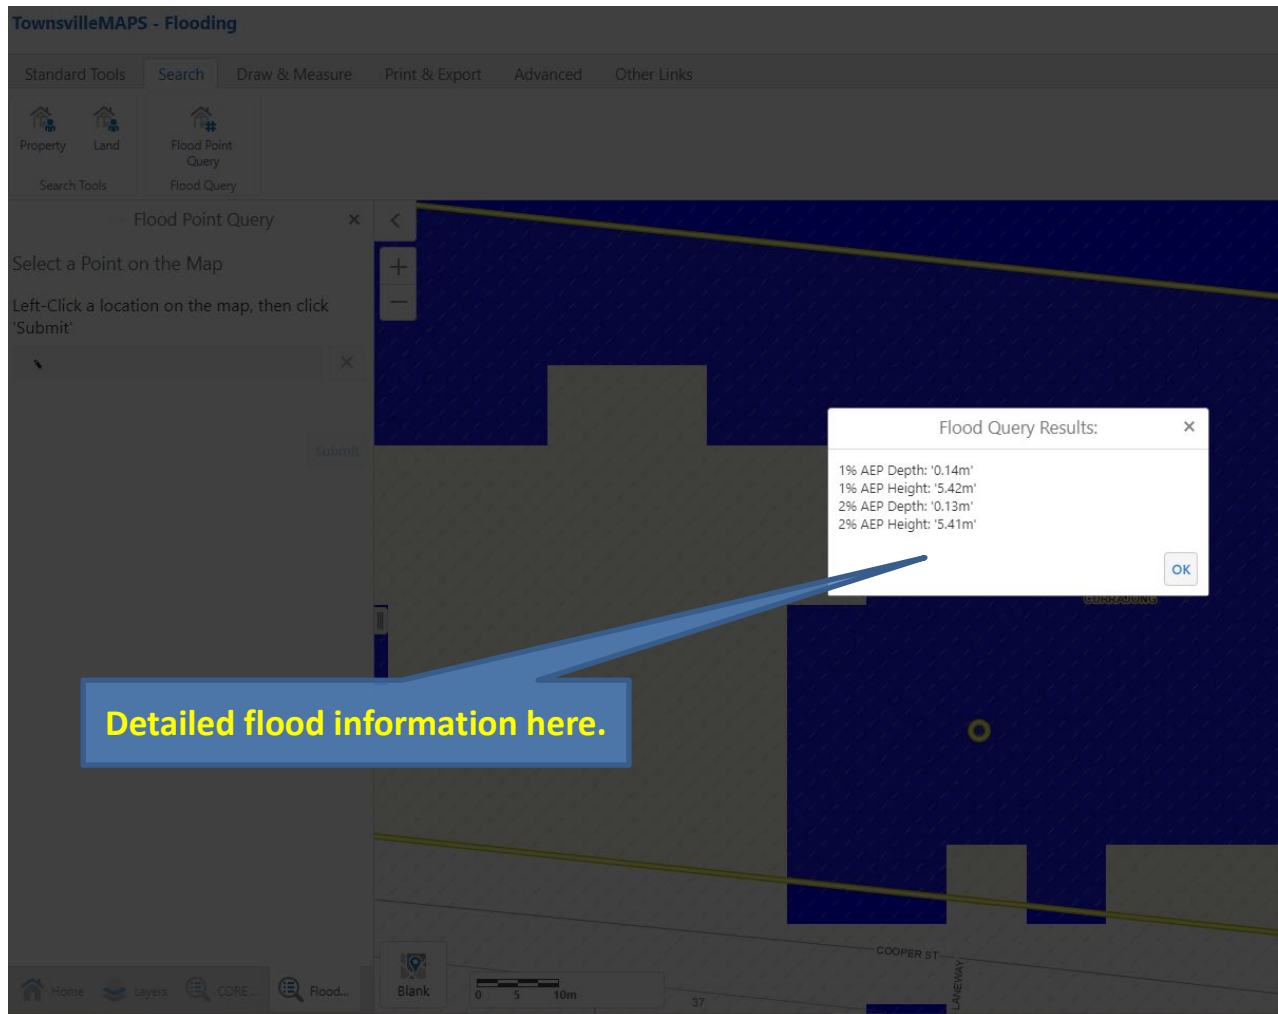 TownsvilleMAPS - Flooding
Standard Tools
Search
Draw & Measure
Print & Export
Advanced
Other Links
Property
Land
Flood Point
Query
Search Tools
Flood Query
Flood Point Query
Select a Point on the Map
Left-Click a location on the map, then click
'Submit'
Submit
Flood Query Results:
1% AEP Depth: '0.14m'
1% AEP Height: '5.42m'
2% AEP Depth: '0.13m'
2% AEP Height: '5.41m'
OK
CURRAJONG
Detailed flood information here.
COOPER ST
LANEWAY
37
Blank
0 5 10m
Home
Layers
CORE...
Flood...